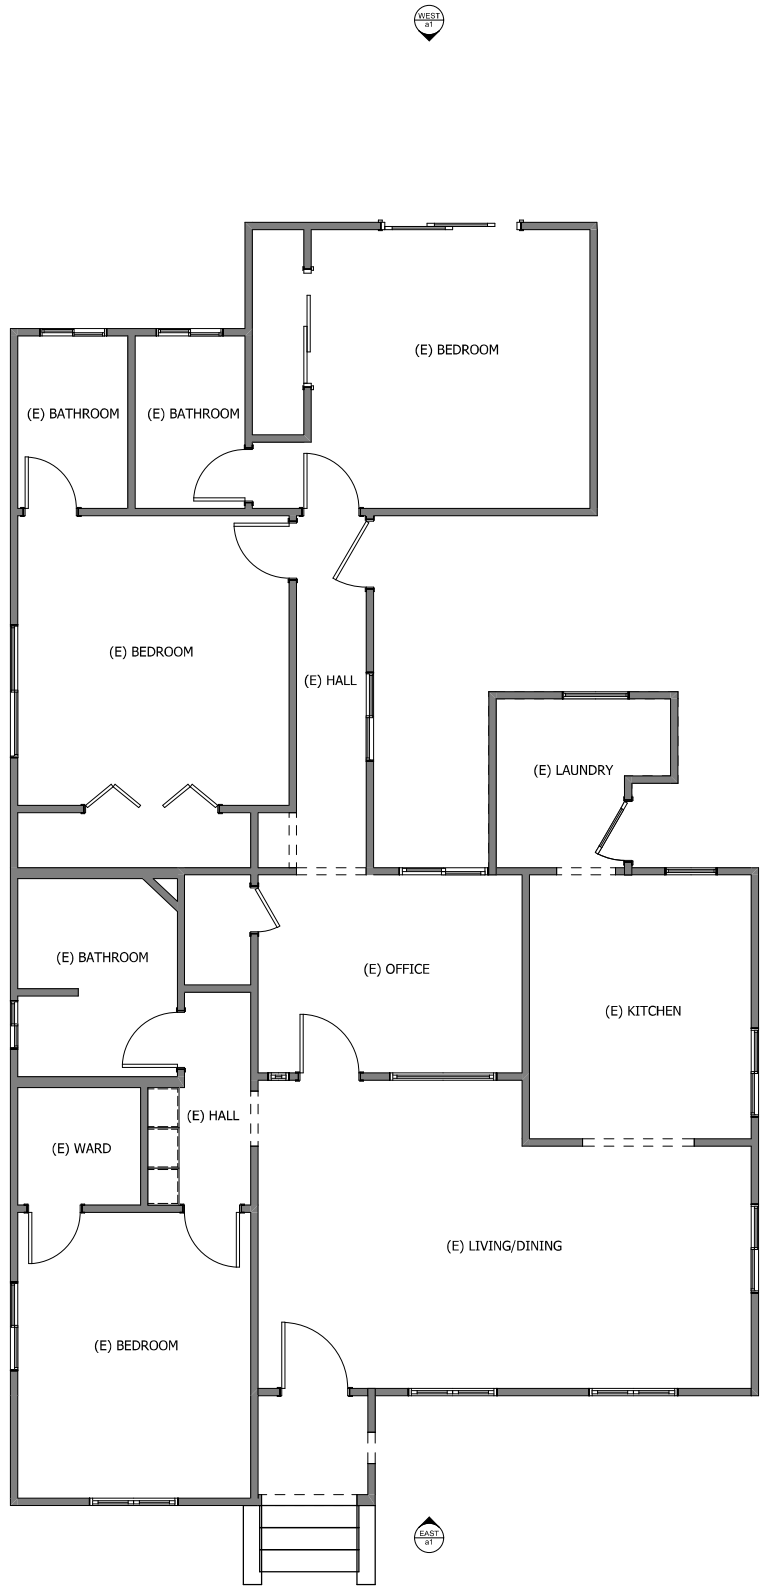 WEST
a1
(E) BEDROOM
(E) BATHROOM
(E) BATHROOM
(E) BEDROOM
(E) HALL
(E) LAUNDRY
(E) BATHROOM
(E) OFFICE
(E) KITCHEN
(E) HALL
(E) WARD
(E) LIVING/DINING
(E) BEDROOM
EAST
a1